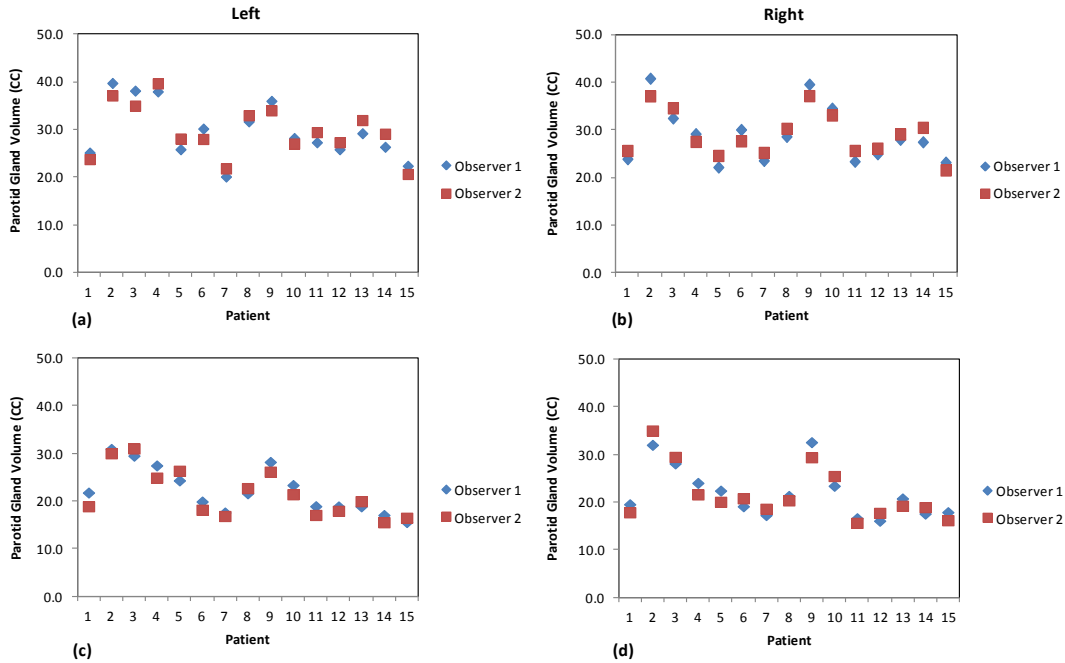 Left
Right
Parotid Gland Volume (CC)
50.0
40.0
30.0
20.0
10.0
0.0
1 2 3 4 5 6 7 8 9 10 11 12 13 14 15
Patient
(a)
Observer 1
Observer 2
Parotid Gland Volume (CC)
50.0
40.0
30.0
20.0
10.0
0.0
1 2 3 4 5 6 7 8 9 10 11 12 13 14 15
Patient
(b)
Observer 1
Observer 2
Parotid Gland Volume (CC)
50.0
40.0
30.0
20.0
10.0
0.0
1 2 3 4 5 6 7 8 9 10 11 12 13 14 15
Patient
(c)
Observer 1
Observer 2
Parotid Gland Volume (CC)
50.0
40.0
30.0
20.0
10.0
0.0
1 2 3 4 5 6 7 8 9 10 11 12 13 14 15
Patient
(d)
Observer 1
Observer 2